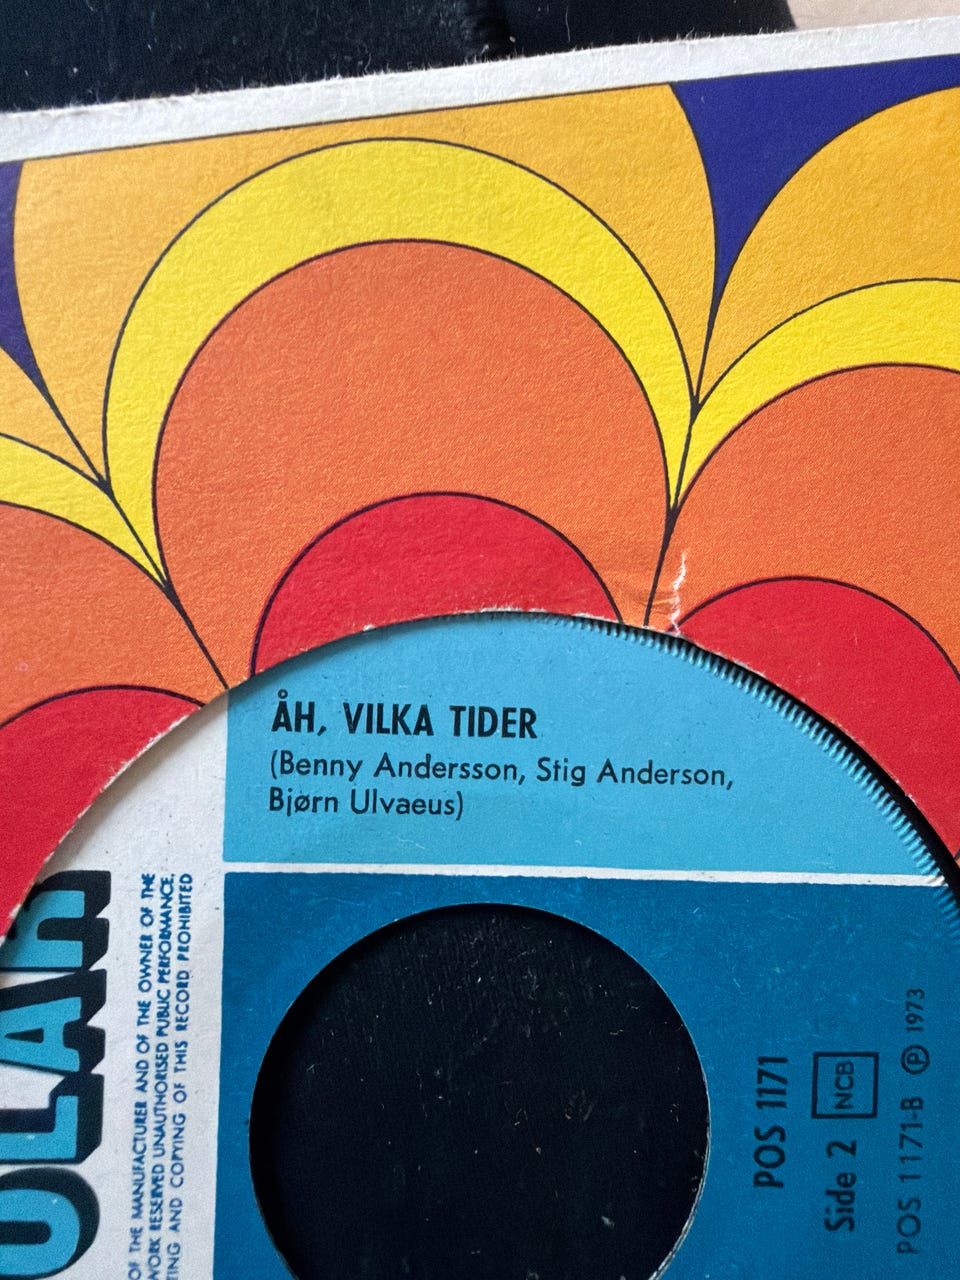 ÅH, VILKA TIDER
(Benny Andersson, Stig Anderson,
Bjørn Ulvaeus)
OF THE MANUFACTURER AND OF THE OWNER OF THE
WORK RESERVED UNAUTHORISED PUBLIC PERFORMANCE,
TING AND COPYING OF THIS RECORD PROHIBITED
POS 1171
Side 2 NCB
POS 1171-B Ⓟ 1973